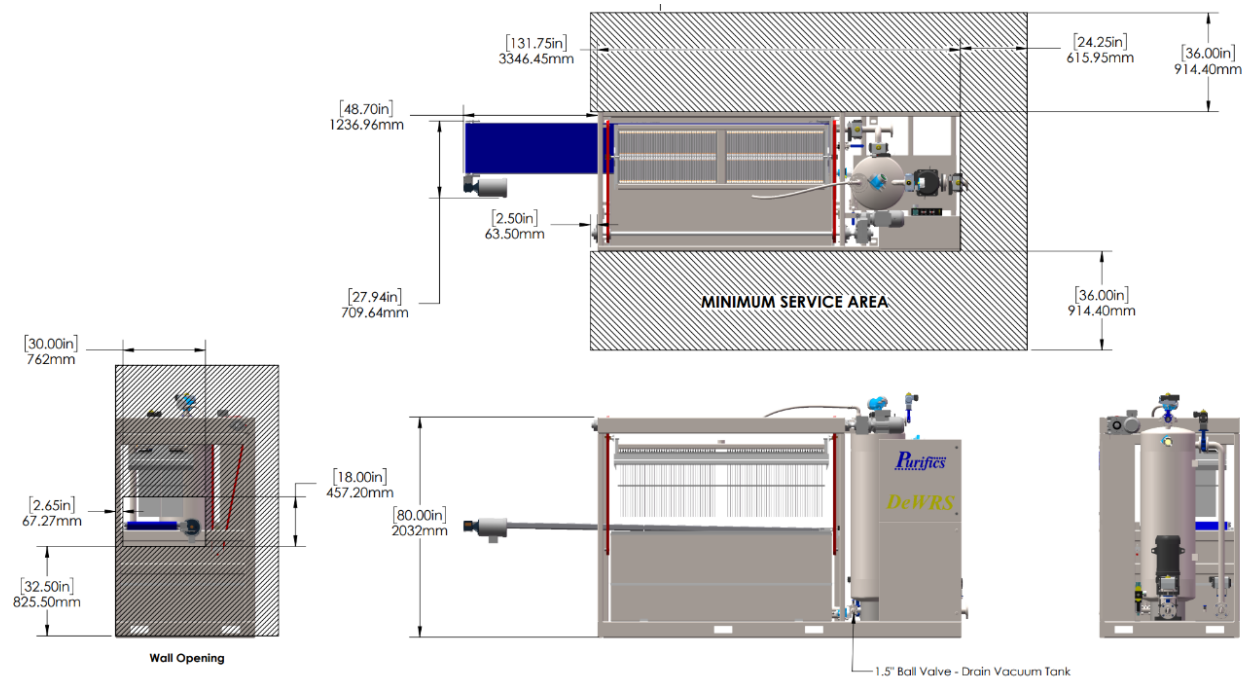 [131.75in]
3346.45mm
[24.25in]
615.95mm
[36.00in]
914.40mm
[48.70in]
1236.96mm
[2.50in]
63.50mm
[27.94in]
709.64mm
MINIMUM SERVICE AREA
[36.00in]
914.40mm
[30.00in]
762mm
[2.65in]
67.27mm
[18.00in]
457.20mm
[32.50in]
825.50mm
Wall Opening
[80.00in]
2032mm
Purifics
DeWRS
1.5" Ball Valve - Drain Vacuum Tank